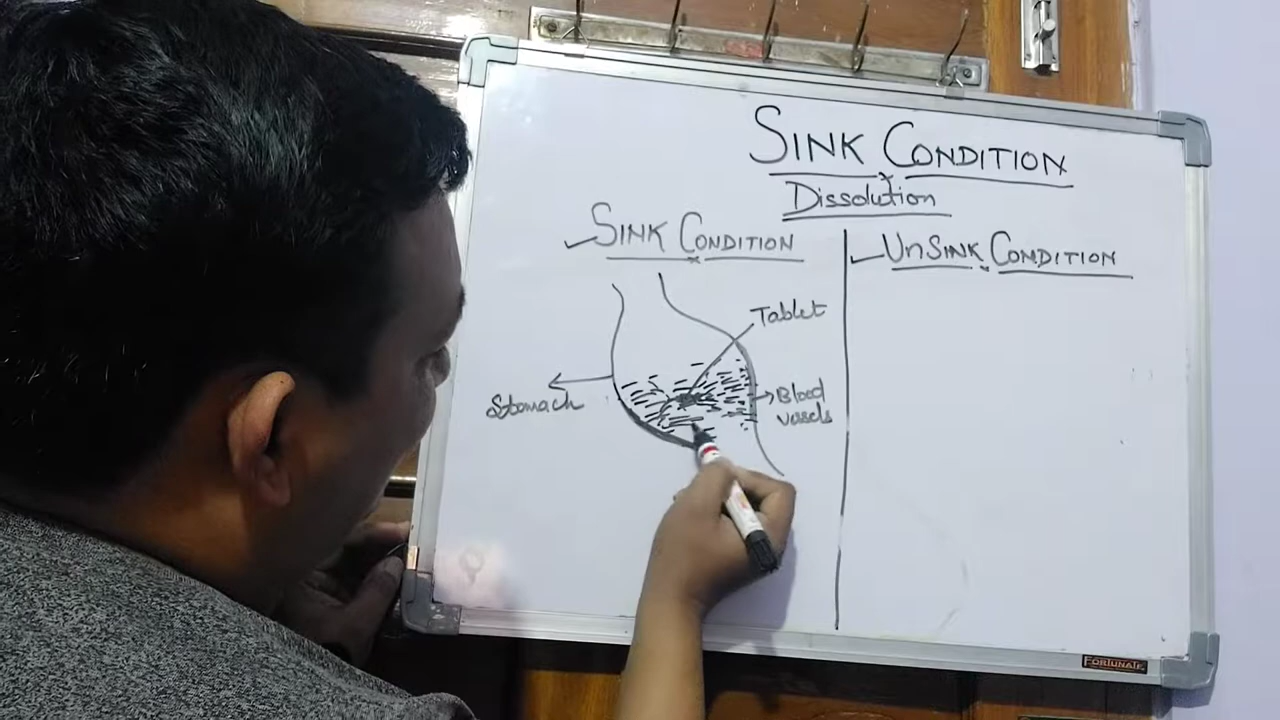 SINK CONDITION
Dissolution
SINK CONDITION
UnSINK CONDITION
Tablet
Stomach
Blood
vessels
FORTUNATE